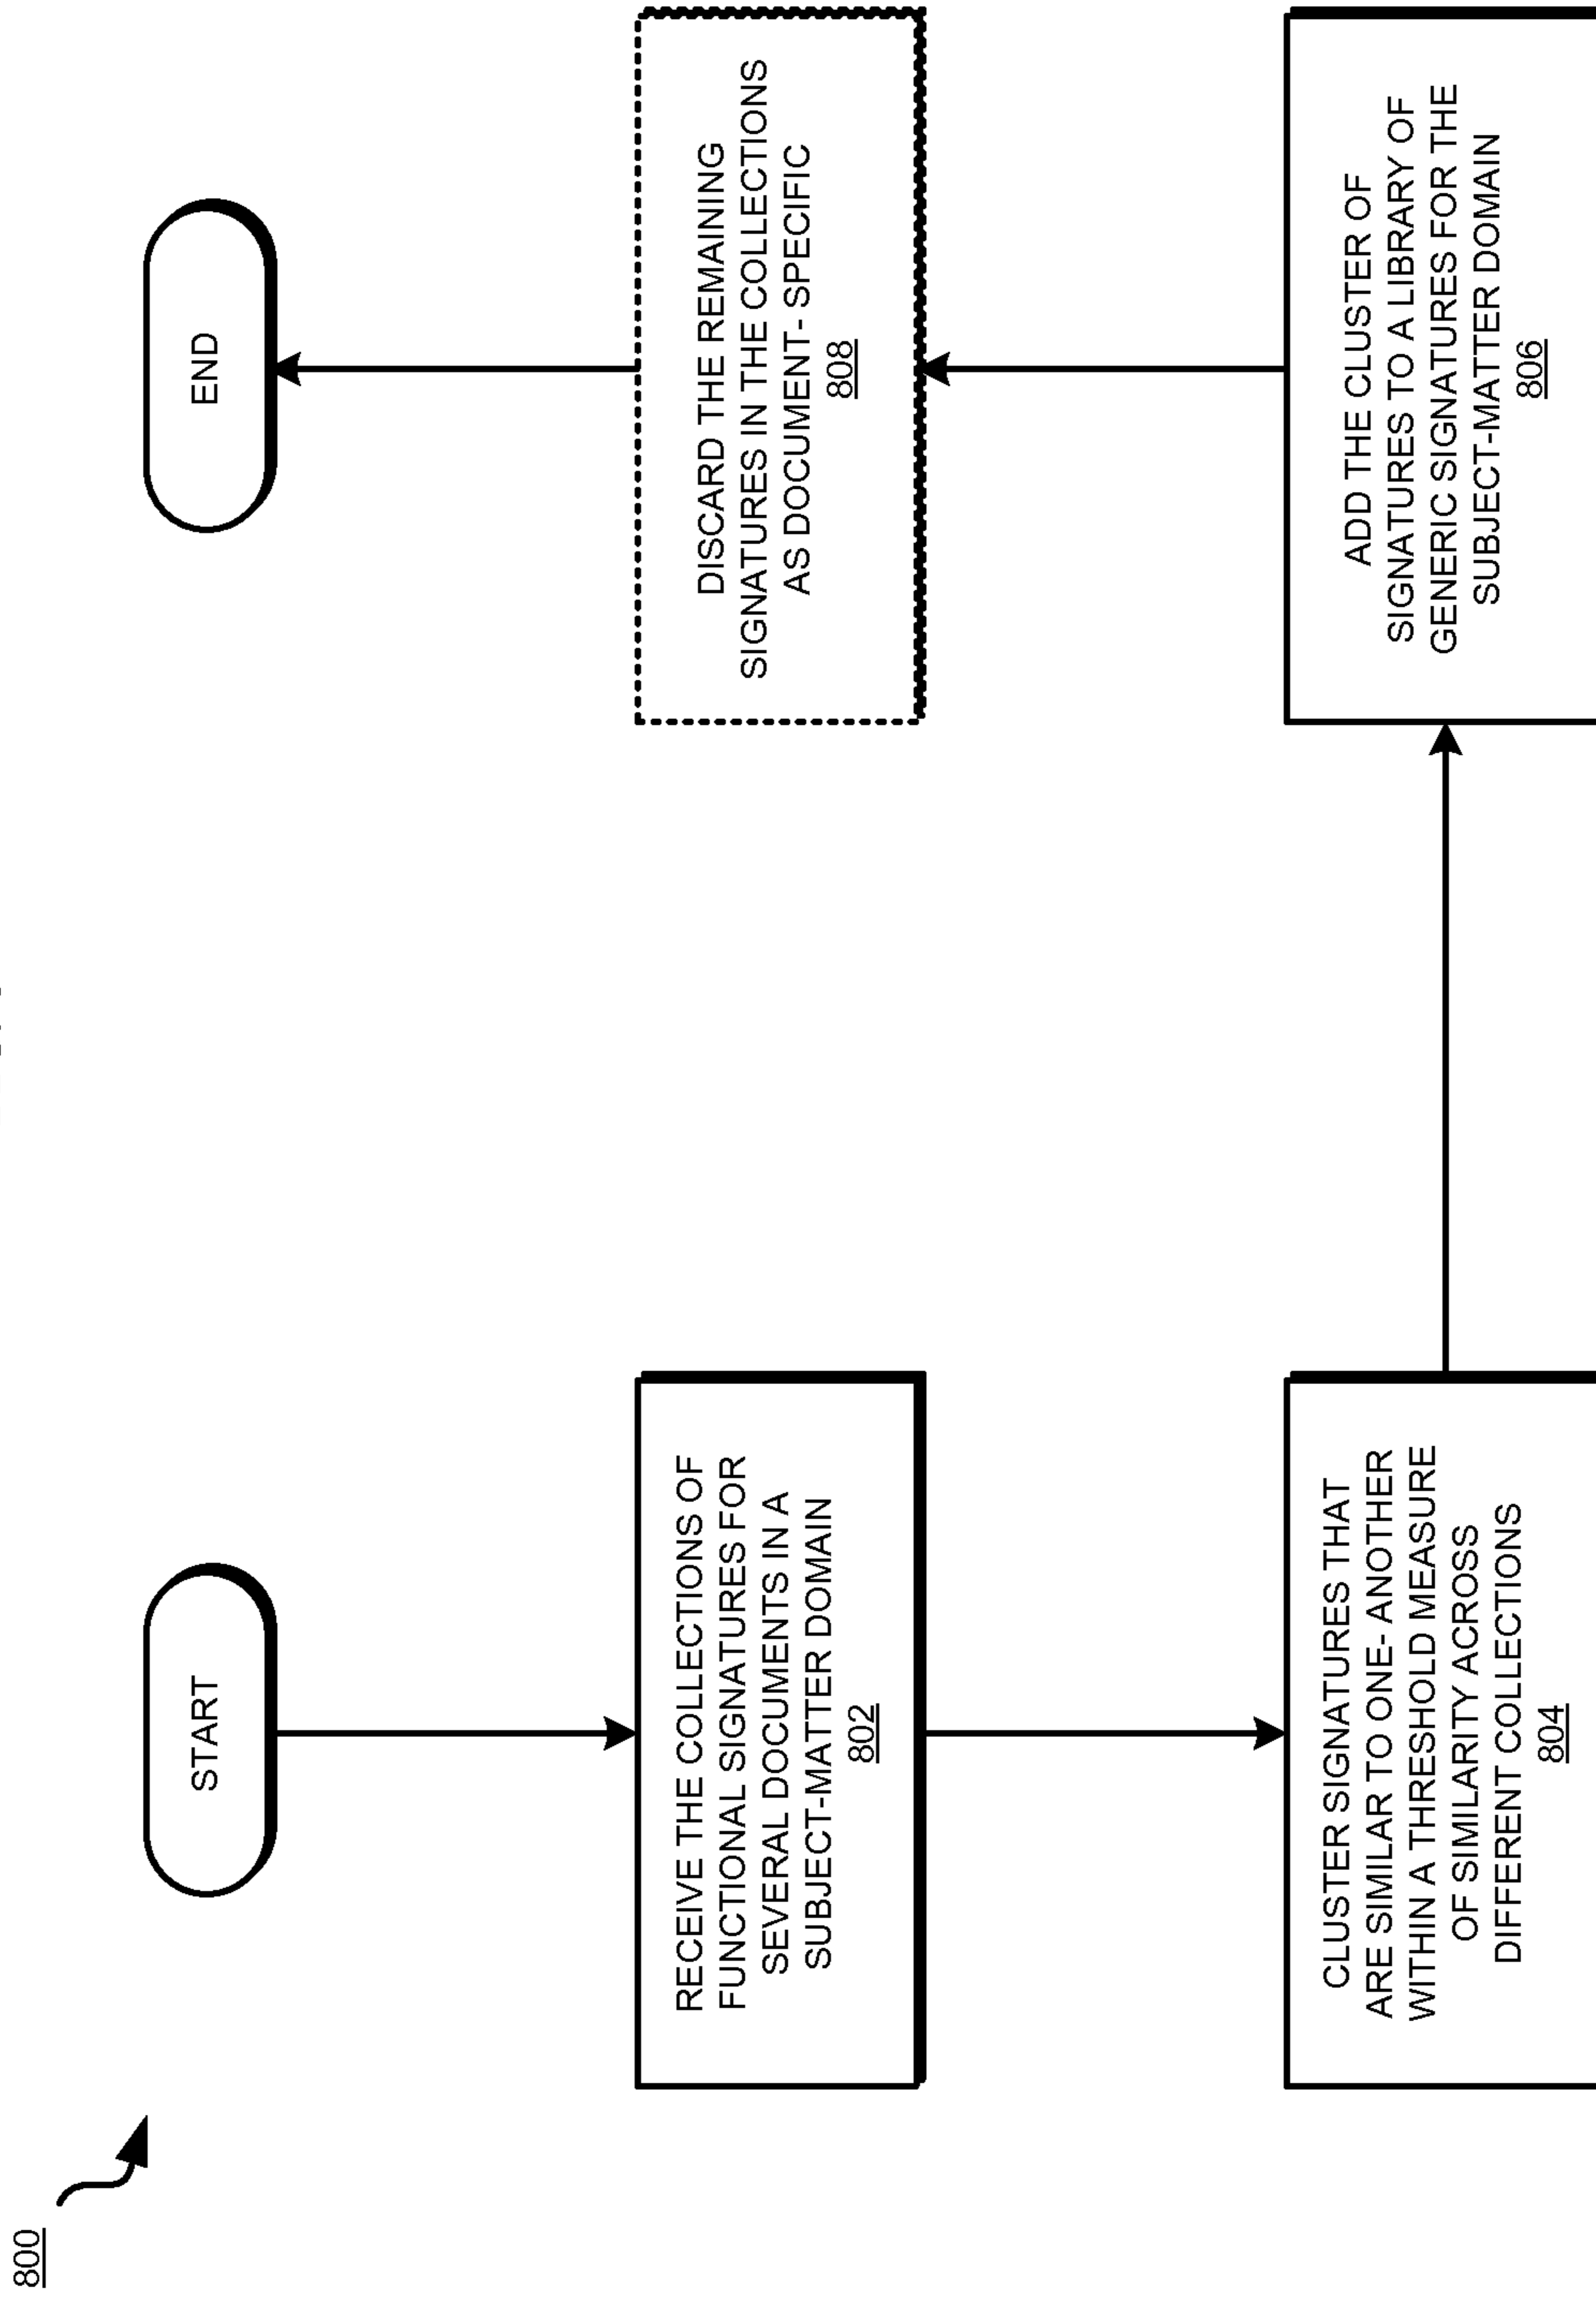 800
START
RECEIVE THE COLLECTIONS OF
FUNCTIONAL SIGNATURES FOR
SEVERAL DOCUMENTS IN A
SUBJECT-MATTER DOMAIN
802
CLUSTER SIGNATURES THAT
ARE SIMILAR TO ONE- ANOTHER
WITHIN A THRESHOLD MEASURE
OF SIMILARITY ACROSS
DIFFERENT COLLECTIONS
804
ADD THE CLUSTER OF
SIGNATURES TO A LIBRARY OF
GENERIC SIGNATURES FOR THE
SUBJECT-MATTER DOMAIN
806
DISCARD THE REMAINING
SIGNATURES IN THE COLLECTIONS
AS DOCUMENT- SPECIFIC
808
END